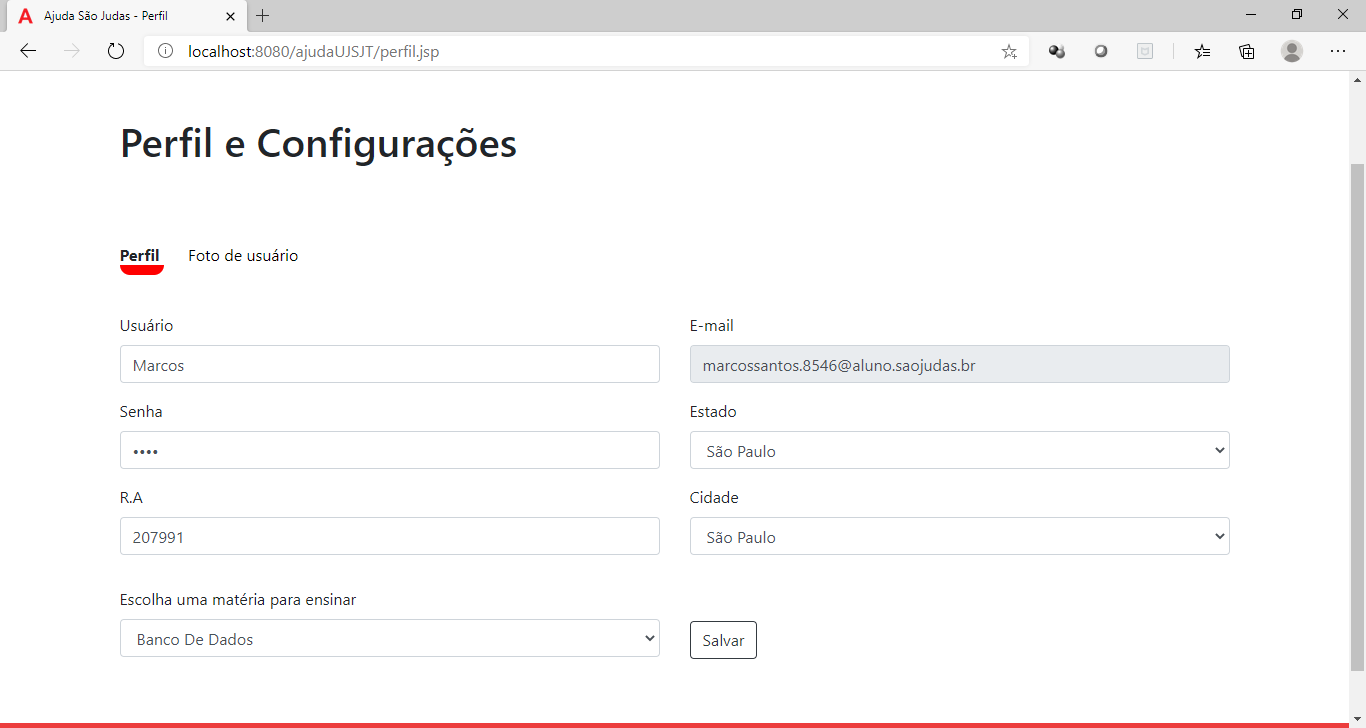 Ajuda São Judas - Perfil
localhost:8080/ajudaUJSJT/perfil.jsp
Perfil e Configurações
Perfil Foto de usuário
Usuário E-mail
Marcos marcossantos.8546@aluno.saojudas.br
Senha Estado
•••• São Paulo
R.A Cidade
207991 São Paulo
Escolha uma matéria para ensinar
Banco De Dados Salvar